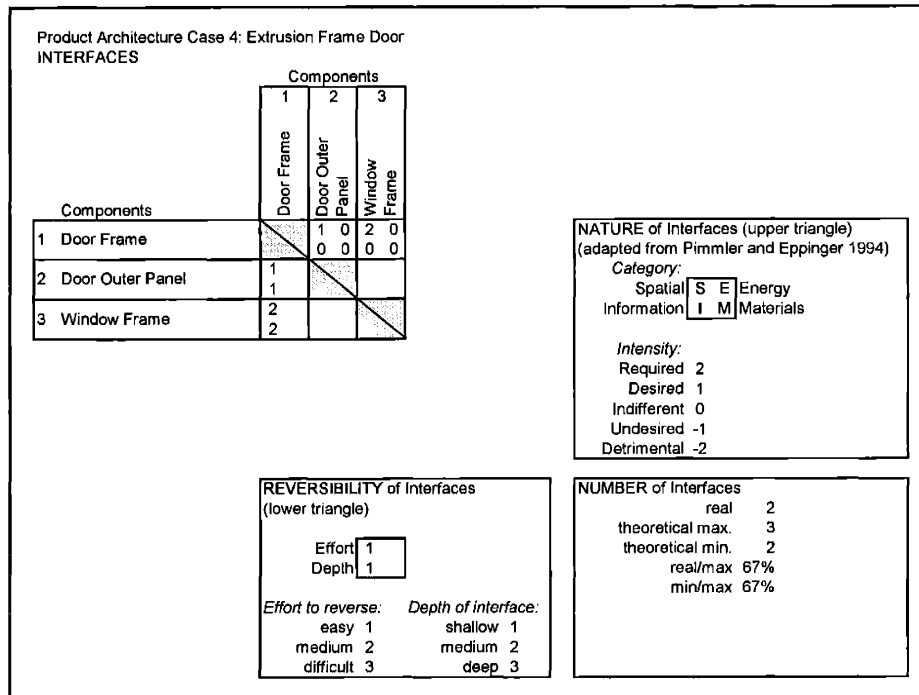 Product Architecture Case 4: Extrusion Frame Door
INTERFACES
Components
1 2 3
Door Frame
Door Outer Panel
Window Frame
Components
1 Door Frame 1 0 2 0
0 0 0 0
2 Door Outer Panel 1
1
3 Window Frame 2
2
NATURE of Interfaces (upper triangle)
(adapted from Pimmler and Eppinger 1994)
Category:
Spatial S E Energy
Information I M Materials
Intensity:
Required 2
Desired 1
Indifferent 0
Undesired -1
Detrimental -2
REVERSIBILITY of Interfaces
(lower triangle)
Effort 1
Depth 1
Effort to reverse: Depth of interface:
easy 1 shallow 1
medium 2 medium 2
difficult 3 deep 3
NUMBER of Interfaces
real 2
theoretical max. 3
theoretical min. 2
real/max 67%
min/max 67%